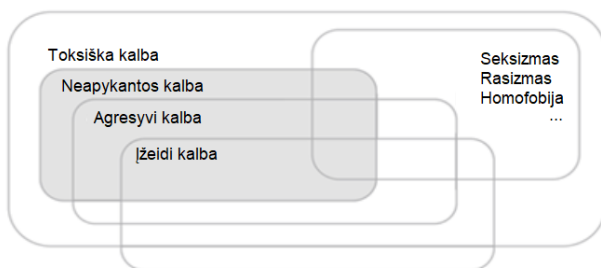 Toksiška kalba
Neapykantos kalba
Agresyvi kalba
Įžeidi kalba
Seksizmas
Rasizmas
Homofobija
...